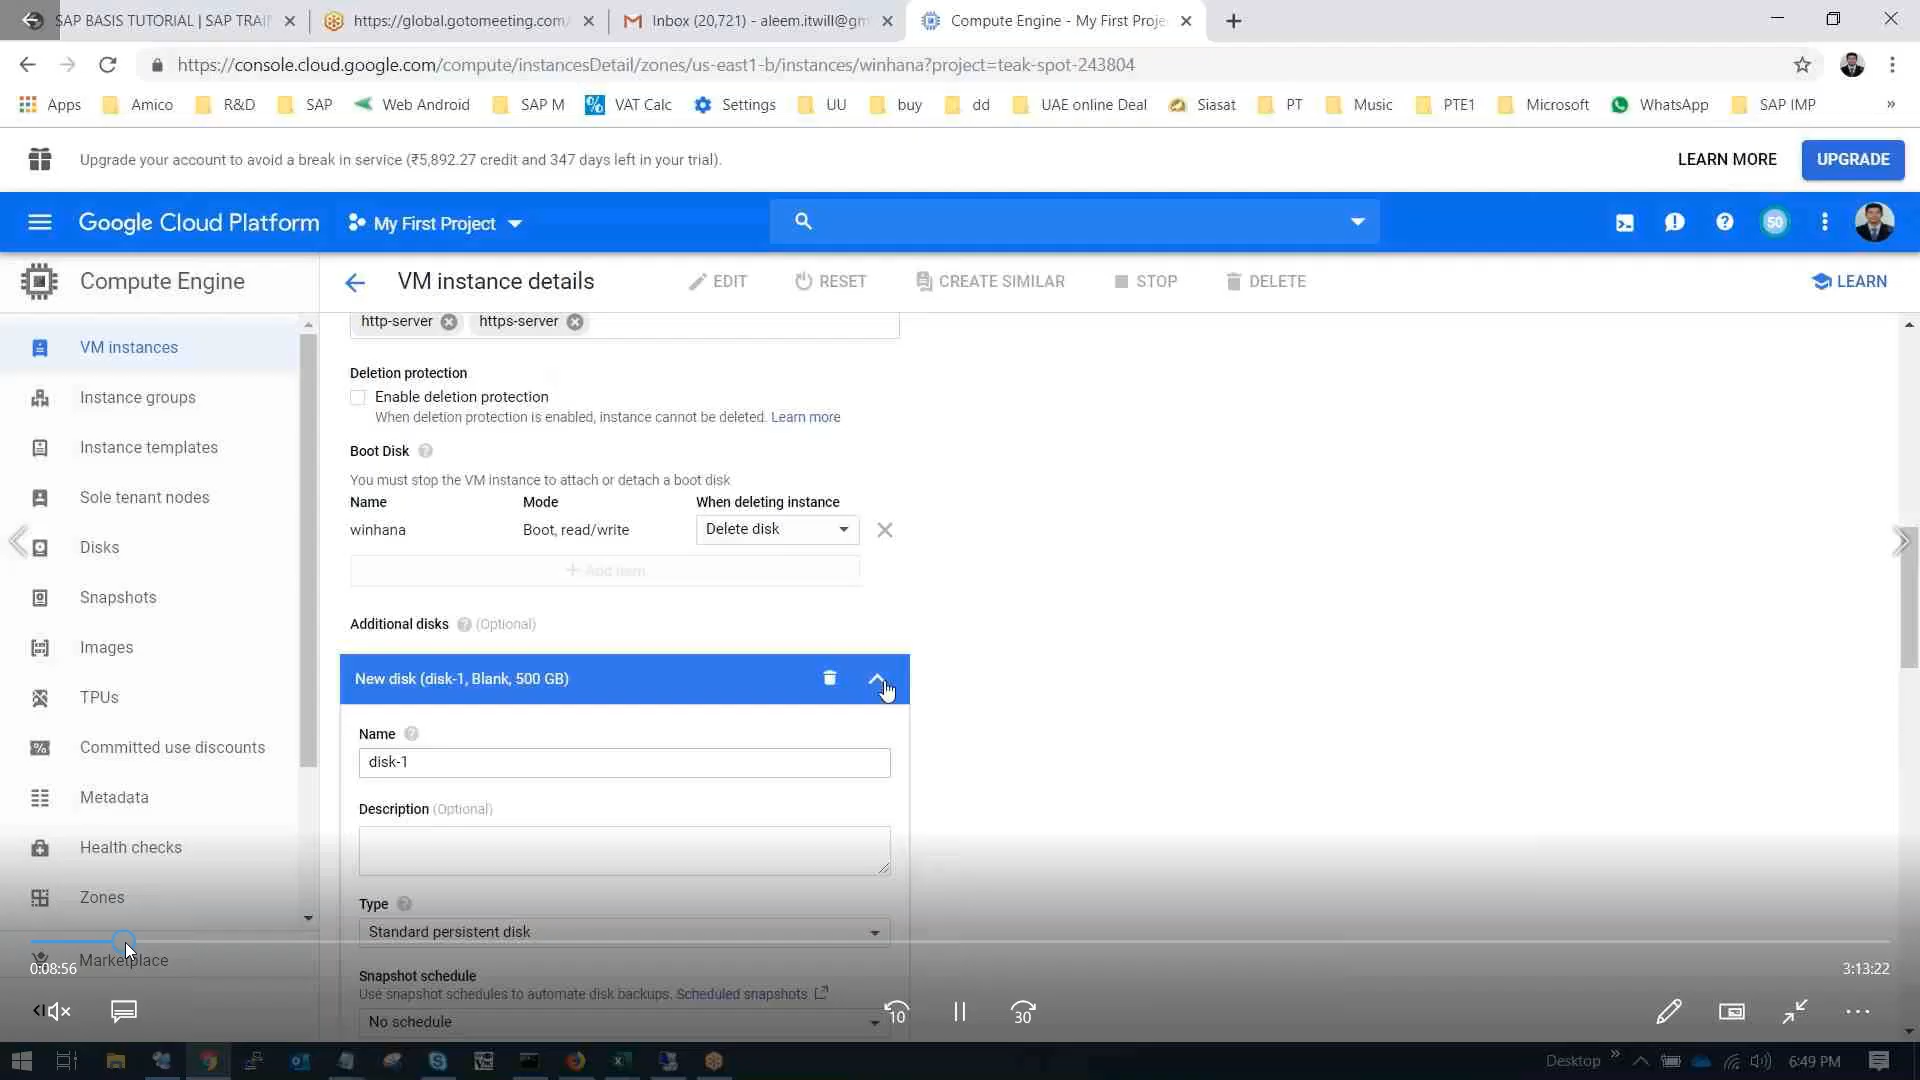 SAP BASIS TUTORIAL | SAP TRAI
https://global.gotomeeting.com/
Inbox (20,721) - aleem.itwill@gm
Compute Engine - My First Proje
https://console.cloud.google.com/compute/instancesDetail/zones/us-east1-b/instances/winhana?project=teak-spot-243804
Apps Amico R&D SAP Web Android SAP M VAT Calc Settings UU buy dd UAE online Deal Siasat PT Music PTE1 Microsoft WhatsApp SAP IMP »
Upgrade your account to avoid a break in service (₹5,892.27 credit and 347 days left in your trial).
LEARN MORE
UPGRADE
Google Cloud Platform
My First Project
50
Compute Engine
VM instance details
EDIT
RESET
CREATE SIMILAR
STOP
DELETE
LEARN
VM instances
Instance groups
Instance templates
Sole tenant nodes
Disks
Snapshots
Images
TPUs
Committed use discounts
Metadata
Health checks
Zones
Marketplace
http-server
https-server
Deletion protection
Enable deletion protection
When deletion protection is enabled, instance cannot be deleted. Learn more
Boot Disk
You must stop the VM instance to attach or detach a boot disk
Name Mode When deleting instance
winhana Boot, read/write Delete disk
+ Add item
Additional disks (Optional)
New disk (disk-1, Blank, 500 GB)
Name
disk-1
Description (Optional)
Type
Standard persistent disk
Snapshot schedule
Use snapshot schedules to automate disk backups. Scheduled snapshots
No schedule
0:08:56
3:13:22
10
30
Desktop »
6:49 PM